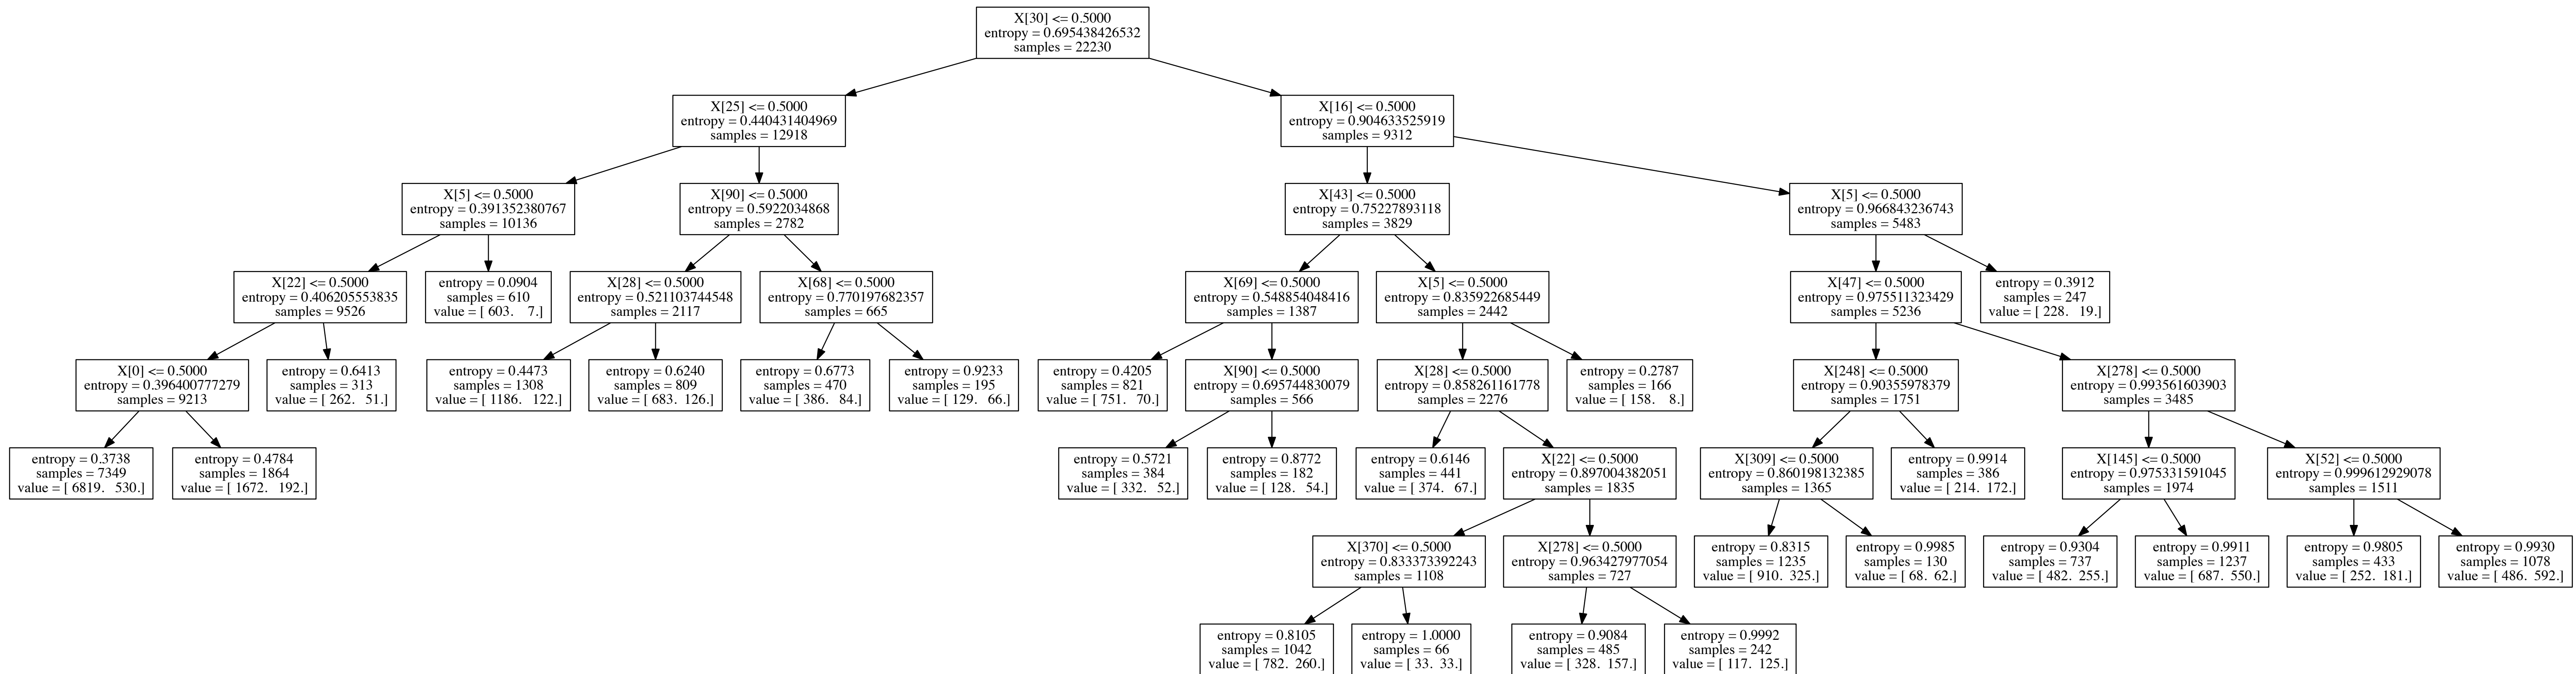 X[30] <= 0.5000
entropy = 0.695438426532
samples = 22230
X[25] <= 0.5000
entropy = 0.440431404969
samples = 12918
X[16] <= 0.5000
entropy = 0.904633525919
samples = 9312
X[5] <= 0.5000
entropy = 0.391352380767
samples = 10136
X[90] <= 0.5000
entropy = 0.5922034868
samples = 2782
X[43] <= 0.5000
entropy = 0.75227893118
samples = 3829
X[5] <= 0.5000
entropy = 0.966843236743
samples = 5483
X[22] <= 0.5000
entropy = 0.406205553835
samples = 9526
entropy = 0.0904
samples = 610
value = [ 603. 7.]
X[28] <= 0.5000
entropy = 0.521103744548
samples = 2117
X[68] <= 0.5000
entropy = 0.770197682357
samples = 665
X[69] <= 0.5000
entropy = 0.548854048416
samples = 1387
X[5] <= 0.5000
entropy = 0.835922685449
samples = 2442
X[47] <= 0.5000
entropy = 0.975511323429
samples = 5236
entropy = 0.3912
samples = 247
value = [ 228. 19.]
X[0] <= 0.5000
entropy = 0.396400777279
samples = 9213
entropy = 0.6413
samples = 313
value = [ 262. 51.]
entropy = 0.4473
samples = 1308
value = [ 1186. 122.]
entropy = 0.6240
samples = 809
value = [ 683. 126.]
entropy = 0.6773
samples = 470
value = [ 386. 84.]
entropy = 0.9233
samples = 195
value = [ 129. 66.]
entropy = 0.4205
samples = 821
value = [ 751. 70.]
X[90] <= 0.5000
entropy = 0.695744830079
samples = 566
X[28] <= 0.5000
entropy = 0.858261161778
samples = 2276
entropy = 0.2787
samples = 166
value = [ 158. 8.]
X[248] <= 0.5000
entropy = 0.90355978379
samples = 1751
X[278] <= 0.5000
entropy = 0.993561603903
samples = 3485
entropy = 0.3738
samples = 7349
value = [ 6819. 530.]
entropy = 0.4784
samples = 1864
value = [ 1672. 192.]
entropy = 0.5721
samples = 384
value = [ 332. 52.]
entropy = 0.8772
samples = 182
value = [ 128. 54.]
entropy = 0.6146
samples = 441
value = [ 374. 67.]
X[22] <= 0.5000
entropy = 0.897004382051
samples = 1835
X[309] <= 0.5000
entropy = 0.860198132385
samples = 1365
entropy = 0.9914
samples = 386
value = [ 214. 172.]
X[145] <= 0.5000
entropy = 0.975331591045
samples = 1974
X[52] <= 0.5000
entropy = 0.999612929078
samples = 1511
X[370] <= 0.5000
entropy = 0.833373392243
samples = 1108
X[278] <= 0.5000
entropy = 0.963427977054
samples = 727
entropy = 0.8315
samples = 1235
value = [ 910. 325.]
entropy = 0.9985
samples = 130
value = [ 68. 62.]
entropy = 0.9304
samples = 737
value = [ 482. 255.]
entropy = 0.9911
samples = 1237
value = [ 687. 550.]
entropy = 0.9805
samples = 433
value = [ 252. 181.]
entropy = 0.9930
samples = 1078
value = [ 486. 592.]
entropy = 0.8105
samples = 1042
value = [ 782. 260.]
entropy = 1.0000
samples = 66
value = [ 33. 33.]
entropy = 0.9084
samples = 485
value = [ 328. 157.]
entropy = 0.9992
samples = 242
value = [ 117. 125.]